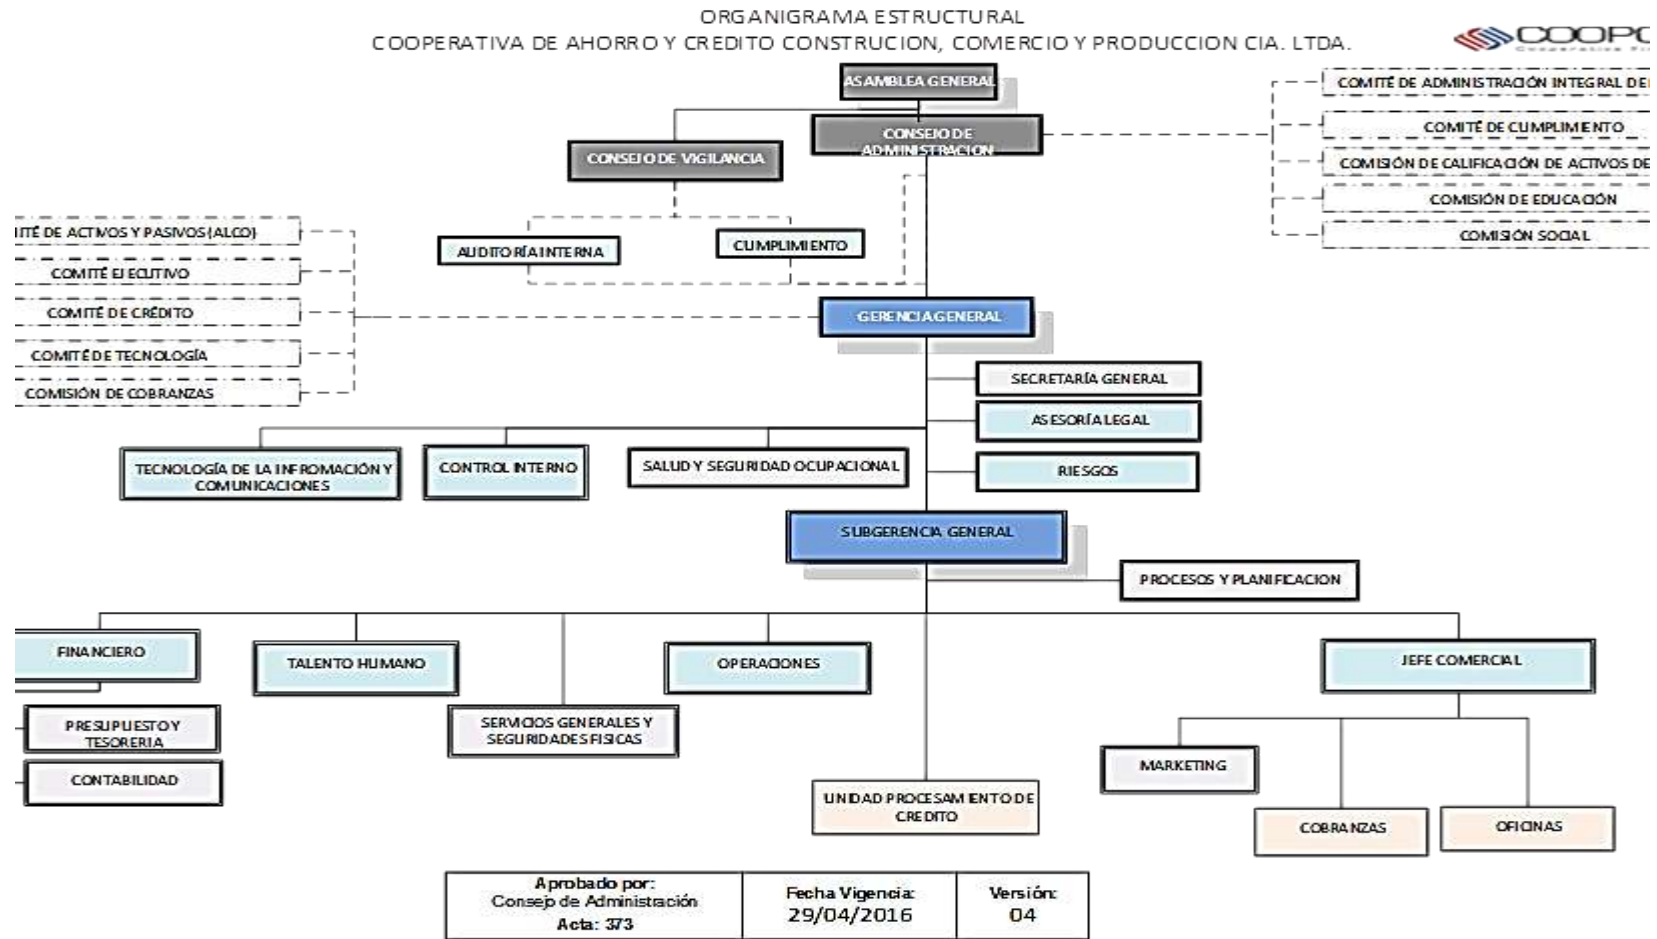 ORGANIGRAMA ESTRUCTURAL
COOPERATIVA DE AHORRO Y CREDITO CONSTRUCION, COMERCIO Y PRODUCCION CIA. LTDA.
ASAMBLEA GENERAL
COMITÉ DE ADMINISTRACIÓN INTEGRAL DE
CONSEJO DE
ADMINISTRACION
COMITÉ DE CUMPLIMIENTO
CONSEJO DE VIGILANCIA
COMISIÓN DE CALIFICACIÓN DE ACTIVOS DE
COMISIÓN DE EDUCACIÓN
COMISIÓN SOCIAL
DE ACTIVOS Y PASIVOS (ALCO)
AUDITORÍA INTERNA
CUMPLIMIENTO
COMITÉ EJECUTIVO
COMITÉ DE CRÉDITO
GERENCIA GENERAL
COMITÉ DE TECNOLOGÍA
COMISIÓN DE COBRANZAS
SECRETARÍA GENERAL
ASESORÍA LEGAL
RIESGOS
TECNOLOGÍA DE LA INFROMACIÓN Y
COMUNICACIONES
CONTROL INTERNO
SALUD Y SEGURIDAD OCUPACIONAL
SUBGERENCIA GENERAL
PROCESOS Y PLANIFICACION
FINANCIERO
TALENTO HUMANO
OPERACIONES
JEFE COMERCIAL
PRESUPUESTO Y
TESORERIA
SERVICIOS GENERALES Y
SEGURIDADES FISICAS
CONTABILIDAD
MARKETING
UNIDAD PROCESAMIENTO DE
CREDITO
COBRANZAS
OFICINAS
Aprobado por:
Consejo de Administración
Acta: 373
Fecha Vigencia:
29/04/2016
Versión:
04